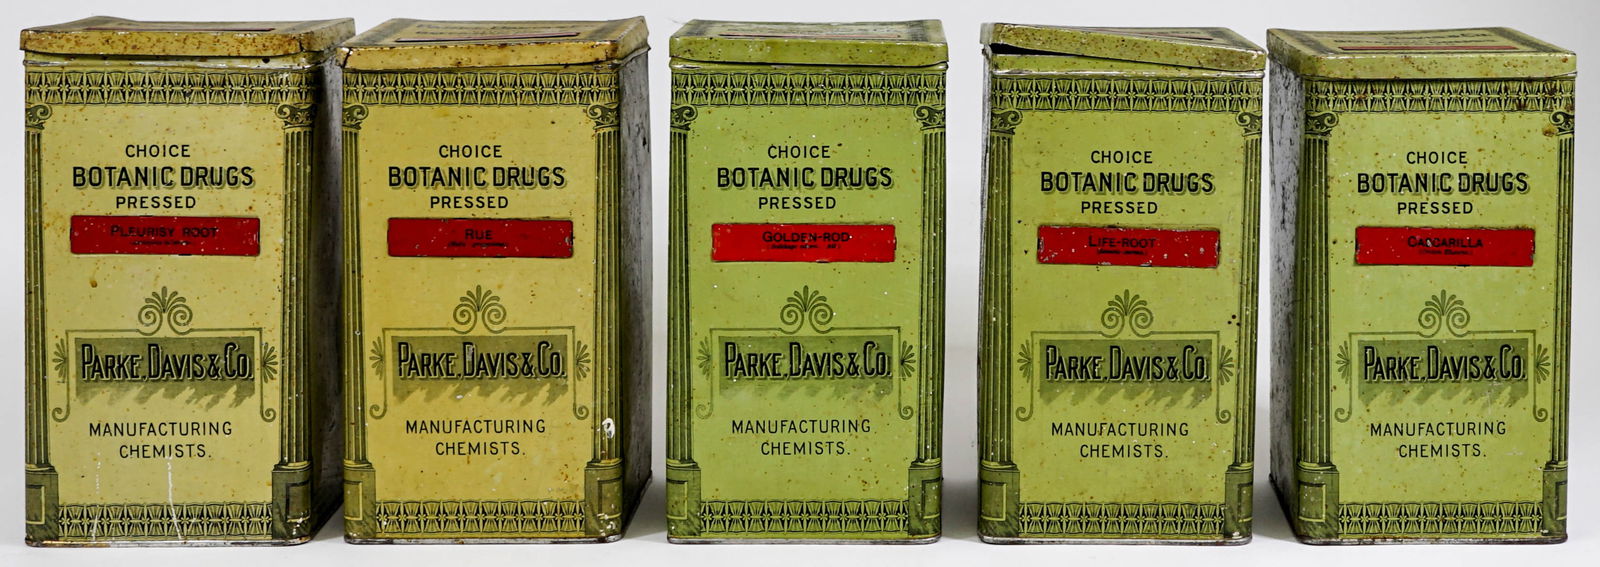 CHOICE
BOTANIC DRUGS
PRESSED
PLEURISY ROOT
PARKE, DAVIS & CO.
MANUFACTURING
CHEMISTS.
CHOICE
BOTANIC DRUGS
PRESSED
RUE
PARKE, DAVIS & CO.
MANUFACTURING
CHEMISTS.
CHOICE
BOTANIC DRUGS
PRESSED
GOLDEN-ROD
PARKE, DAVIS & CO.
MANUFACTURING
CHEMISTS.
CHOICE
BOTANIC DRUGS
PRESSED
LIFE-ROOT
PARKE, DAVIS & CO.
MANUFACTURING
CHEMISTS.
CHOICE
BOTANIC DRUGS
PRESSED
CASCARILLA
PARKE, DAVIS & CO.
MANUFACTURING
CHEMISTS.